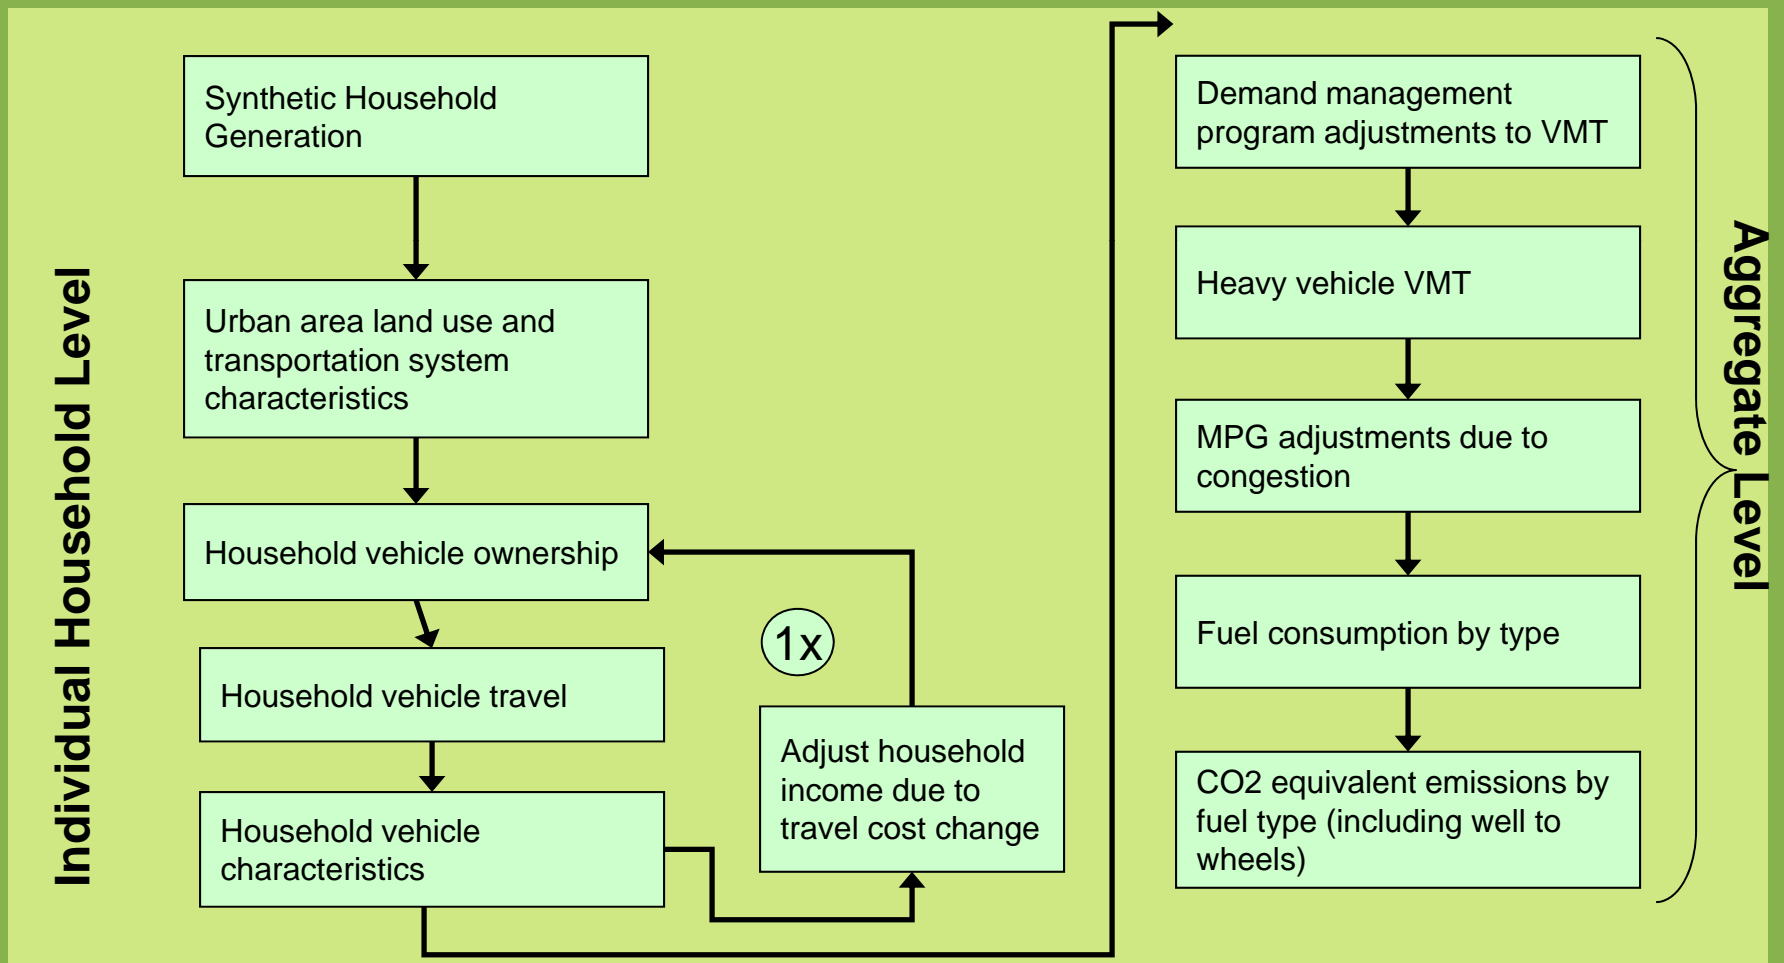 Individual Household Level
Synthetic Household
Generation
Urban area land use and
transportation system
characteristics
Household vehicle ownership
Household vehicle travel
Household vehicle
characteristics
1x
Adjust household
income due to
travel cost change
Demand management
program adjustments to VMT
Heavy vehicle VMT
MPG adjustments due to
congestion
Fuel consumption by type
CO2 equivalent emissions by
fuel type (including well to
wheels)
Aggregate Level